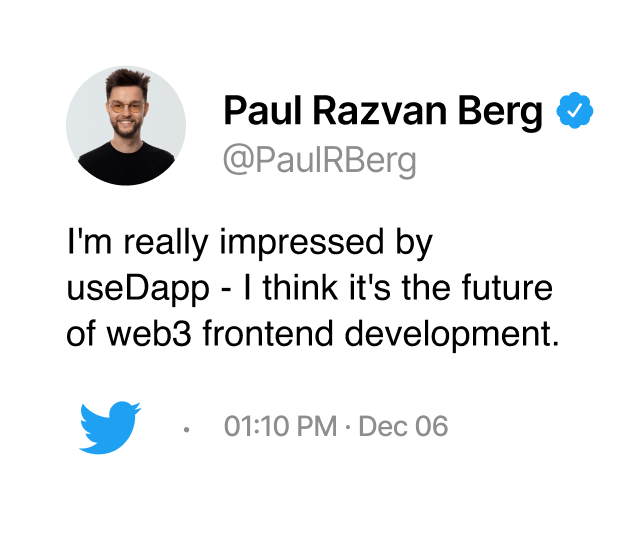 Paul Razvan Berg
@PaulRBerg
I'm really impressed by
useDapp - I think it's the future
of web3 frontend development.
· 01:10 PM · Dec 06